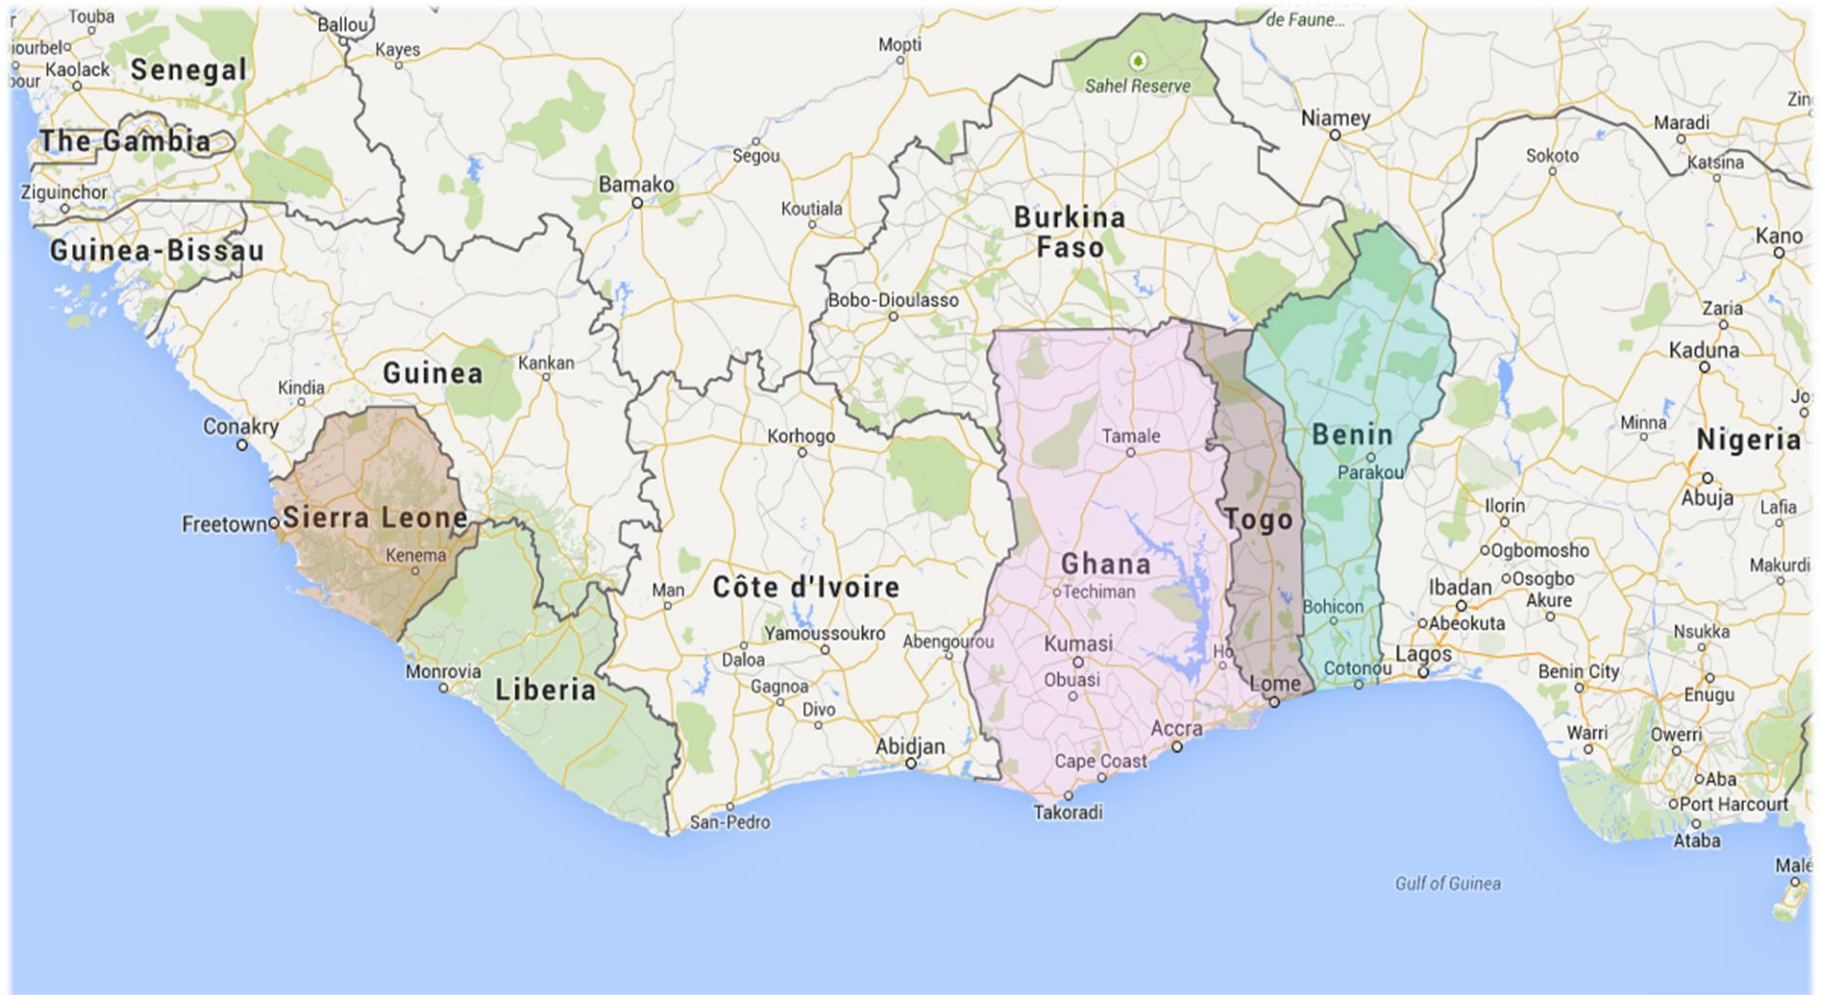 Touba
Ballou
Kayes
Mopti
de Faune...
Kaolack
Senegal
Sahel Reserve
The Gambia
Niamey
Maradi
Segou
Sokoto
Katsina
Ziguinchor
Bamako
Koutiala
Burkina
Faso
Guinea-Bissau
Kano
Bobo-Dioulasso
Zaria
Kaduna
Guinea
Kankan
Kindia
Conakry
Korhogo
Tamale
Benin
Minna
Nigeria
Parakou
Abuja
Freetown
Sierra Leone
Togo
Ilorin
Lafia
Kenema
Ogbomosho
Ghana
Makurdi
Man
Côte d'Ivoire
Techiman
Ibadan
Osogbo
Akure
Bohicon
Abeokuta
Yamoussoukro
Abengourou
Kumasi
Nsukka
Daloa
Ho
Lagos
Monrovia
Liberia
Gagnoa
Obuasi
Lome
Cotonou
Benin City
Enugu
Divo
Accra
Warri
Owerri
Abidjan
Cape Coast
Aba
San-Pedro
Takoradi
Port Harcourt
Ataba
Gulf of Guinea